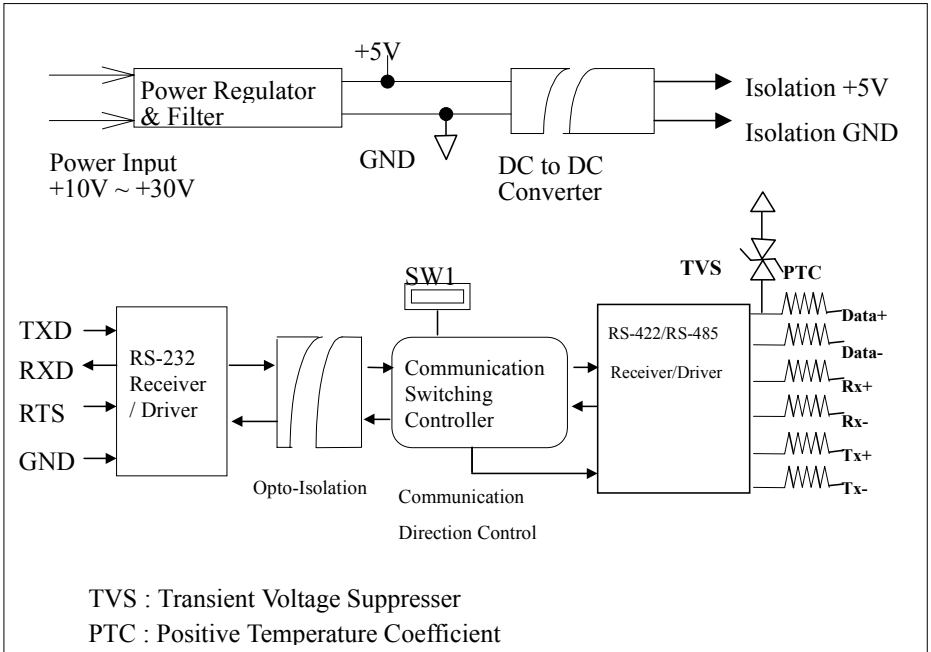 +5V
Power Regulator
& Filter
Isolation +5V
Isolation GND
GND
Power Input
+10V ~ +30V
DC to DC
Converter
TVS
PTC
SW1
TXD
RXD
RTS
GND
RS-232
Receiver
/ Driver
Communication
Switching
Controller
RS-422/RS-485
Receiver/Driver
Data+
Data-
Rx+
Rx-
Tx+
Tx-
Opto-Isolation
Communication
Direction Control
TVS : Transient Voltage Suppresser
PTC : Positive Temperature Coefficient